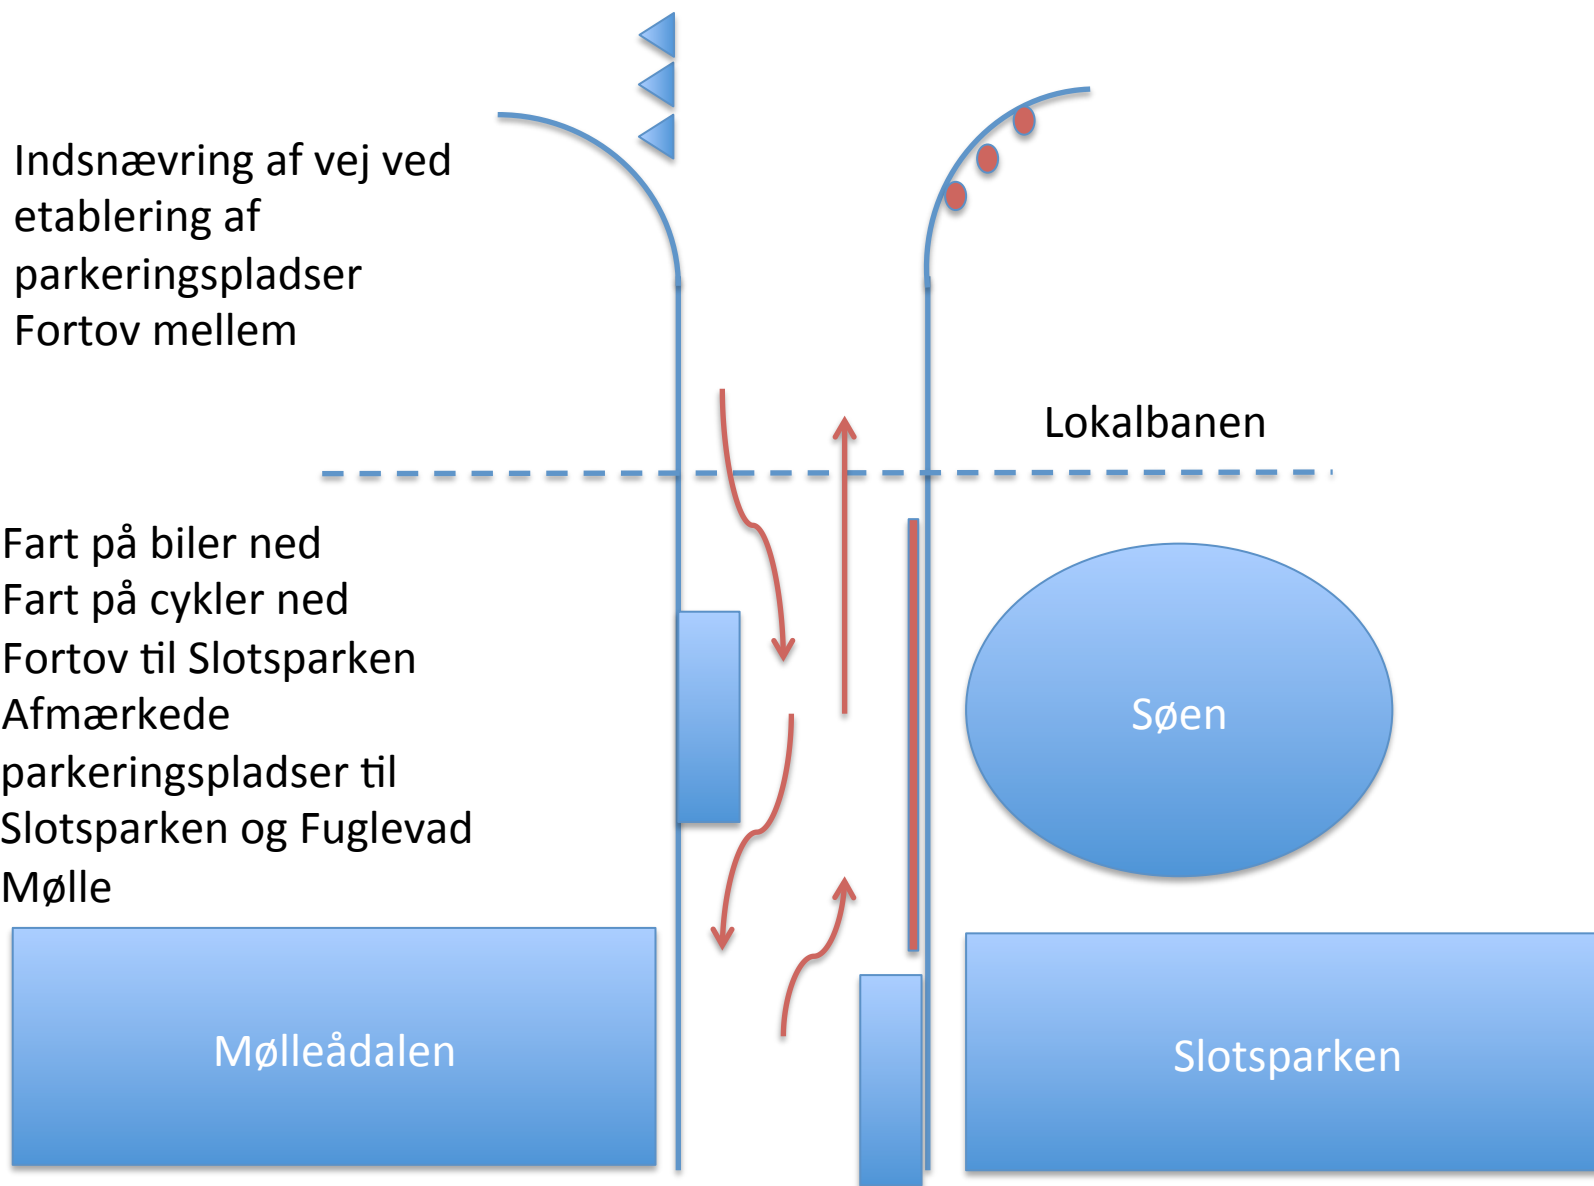 Indsnævring af vej ved
etablering af
parkeringspladser
Fortov mellem
Lokalbanen
Fart på biler ned
Fart på cykler ned
Fortov til Slotsparken
Afmærkede
parkeringspladser til
Slotsparken og Fuglevad
Mølle
Søen
Mølleådalen
Slotsparken